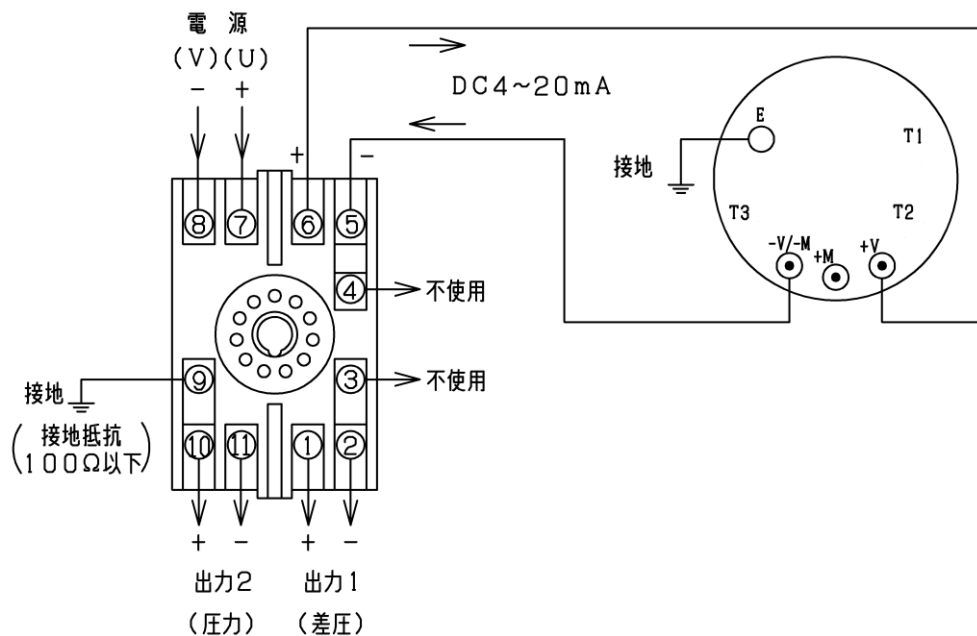 電 源
(V)(U)
- +
+ -
DC4~20mA
E
T1
接地
T3
T2
-V/-M
+M
+V
⑧ ⑦ ⑥ ⑤
④
不使用
⑨
③
不使用
接地
(接地抵抗
100Ω以下)
⑩ ⑪ ① ②
+ - + -
出力2
出力1
(圧力)
(差圧)